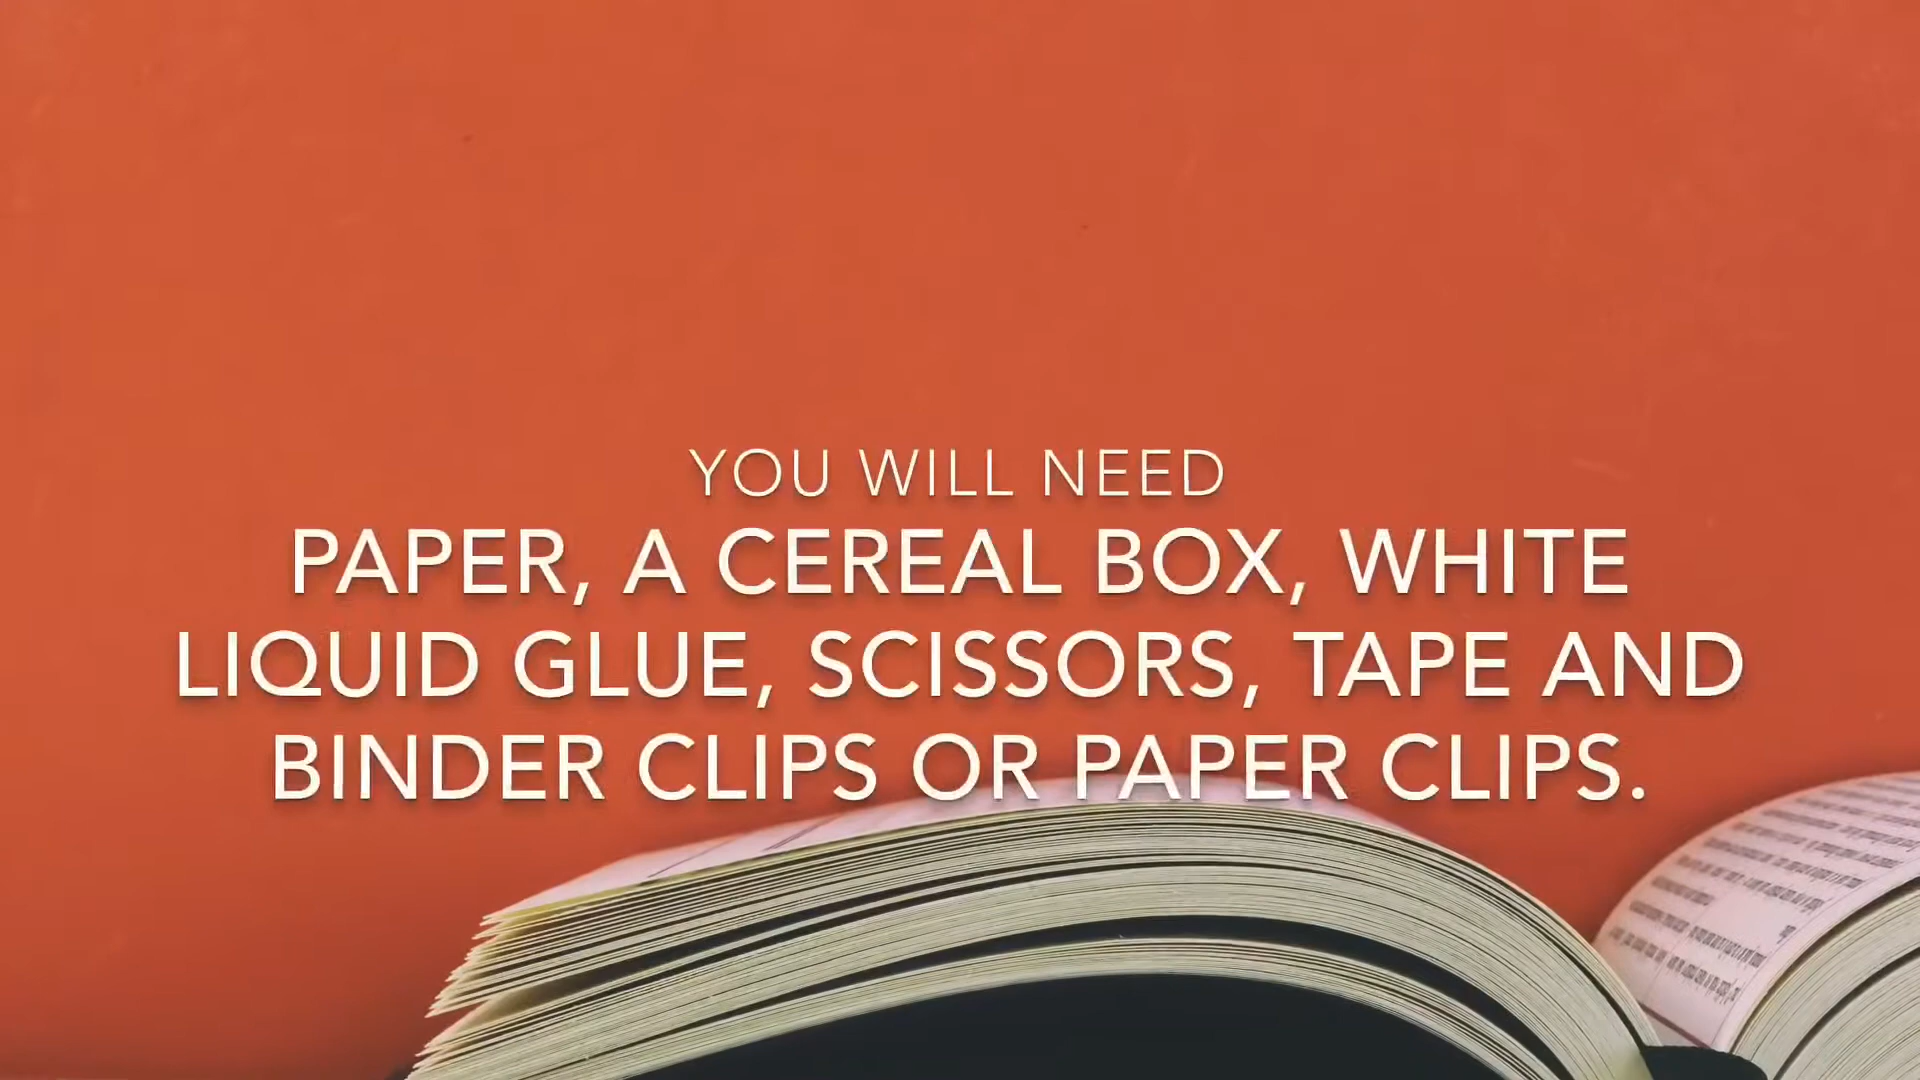 YOU WILL NEED
PAPER, A CEREAL BOX, WHITE
LIQUID GLUE, SCISSORS, TAPE AND
BINDER CLIPS OR PAPER CLIPS.